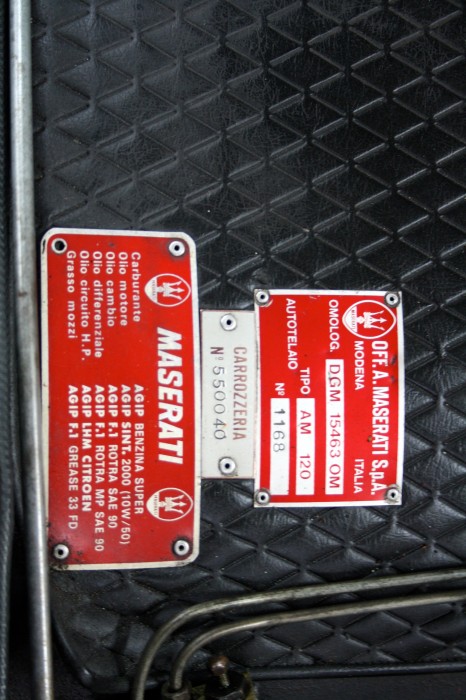 OFF. A. MASERATI S.p.A.
MODENA ITALIA
OMOLOG. DGM 15463 OM
TIPO AM 120
AUTOTELAIO Nº 1168
CARROZZERIA
Nº 550040
MASERATI
Carburante AGIP BENZINA SUPER
Olio motore AGIP SINT. 2000 (10W/50)
Olio cambio AGIP F.1 ROTRA SAE 90
Olio differenziale AGIP F.1 ROTRA MP SAE 90
Olio circuito H.P. AGIP LHM CITROEN
Grasso mozzi AGIP F.1 GREASE 33 FD